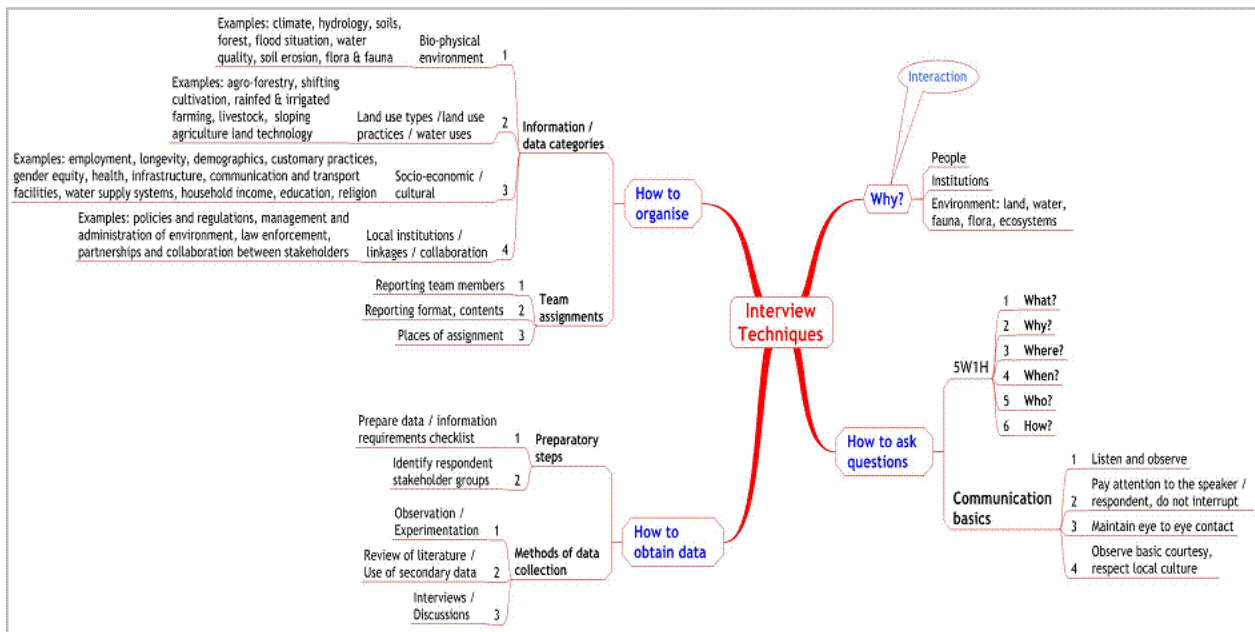 Interview
Techniques
Why?
Interaction
People
Institutions
Environment: land, water,
fauna, flora, ecosystems
How to ask
questions
5W1H
1 What?
2 Why?
3 Where?
4 When?
5 Who?
6 How?
Communication
basics
1 Listen and observe
2 Pay attention to the speaker /
respondent, do not interrupt
3 Maintain eye to eye contact
4 Observe basic courtesy,
respect local culture
How to
organise
Information /
data categories
1 Bio-physical
environment
Examples: climate, hydrology, soils,
forest, flood situation, water
quality, soil erosion, flora & fauna
2 Land use types /land use
practices / water uses
Examples: agro-forestry, shifting
cultivation, rainfed & irrigated
farming, livestock, sloping
agriculture land technology
3 Socio-economic /
cultural
Examples: employment, longevity, demographics, customary practices,
gender equity, health, infrastructure, communication and transport
facilities, water supply systems, household income, education, religion
4 Local institutions /
linkages / collaboration
Examples: policies and regulations, management and
administration of environment, law enforcement,
partnerships and collaboration between stakeholders
Team
assignments
1 Reporting team members
2 Reporting format, contents
3 Places of assignment
How to
obtain data
Preparatory
steps
1 Prepare data / information
requirements checklist
2 Identify respondent
stakeholder groups
Methods of data
collection
1 Observation /
Experimentation
2 Review of literature /
Use of secondary data
3 Interviews /
Discussions